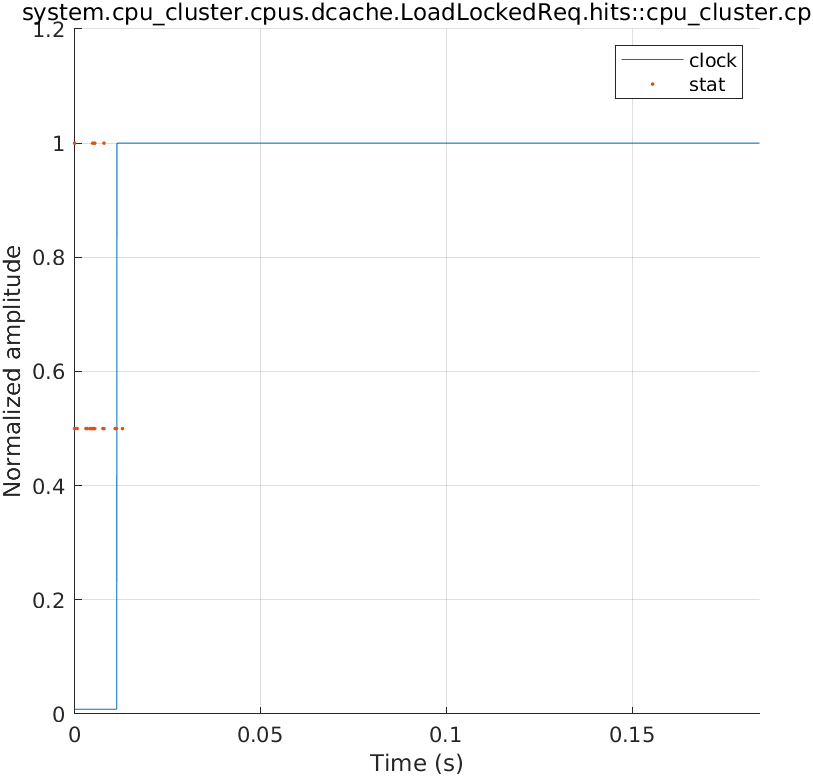 system.cpu_cluster.cpus.dcache.LoadLockedReq.hits::cpu_cluster.cp
1.2
clock
stat
1
0.8
0.6
0.4
0.2
0
Normalized amplitude
0 0.05 0.1 0.15
Time (s)